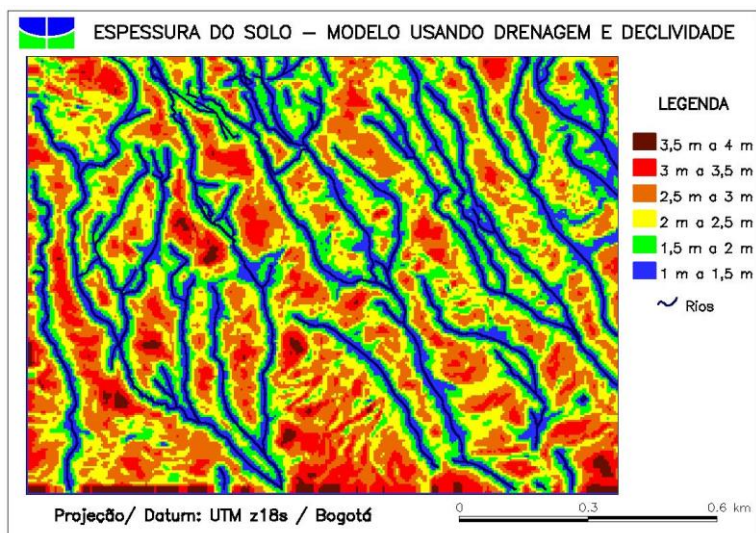 ESPESSURA DO SOLO – MODELO USANDO DRENAGEM E DECLIVIDADE
LEGENDA
3,5 m a 4 m
3 m a 3,5 m
2,5 m a 3 m
2 m a 2,5 m
1,5 m a 2 m
1 m a 1,5 m
Ríos
Projeção/ Datum: UTM z18s / Bogotá
0 0.3 0.6 km